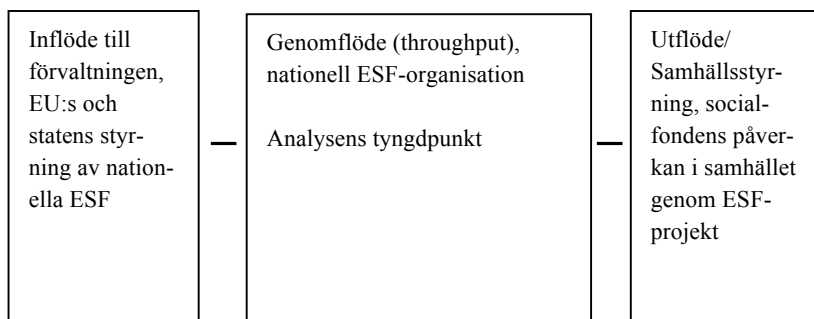 Inflöde till
förvaltningen,
EU:s och
statens styr-
ning av nation-
ella ESF
Genomflöde (throughput),
nationell ESF-organisation
Analysens tyngdpunkt
Utflöde/
Samhällsstyr-
ning, social-
fondens påver-
kan i samhället
genom ESF-
projekt